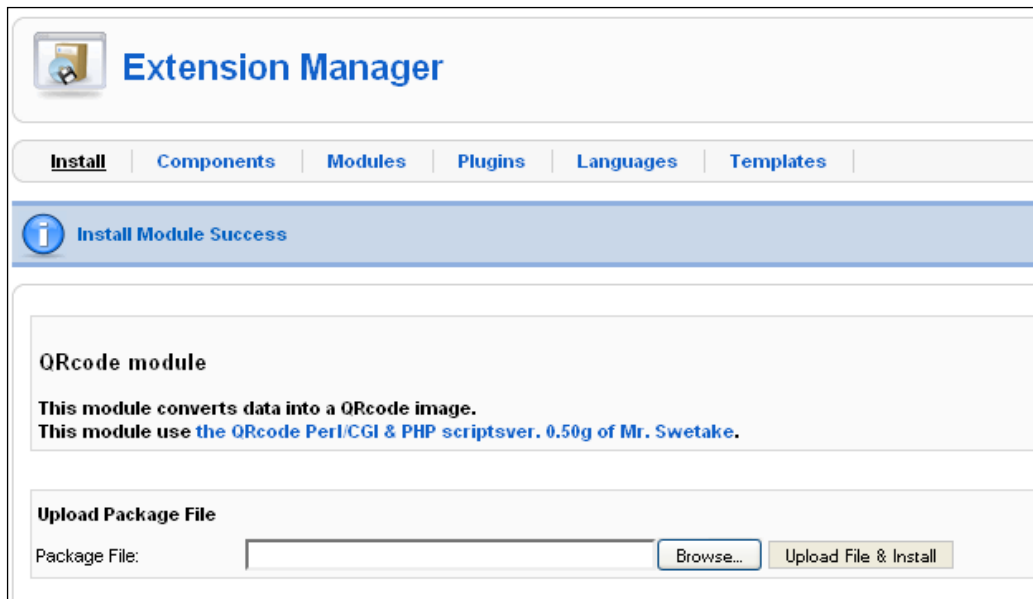 Extension Manager
Install Components Modules Plugins Languages Templates
Install Module Success
QRcode module
This module converts data into a QRcode image.
This module use the QRcode Perl/CGI & PHP scriptsver. 0.50g of Mr. Swetake.
Upload Package File
Package File: Browse... Upload File & Install